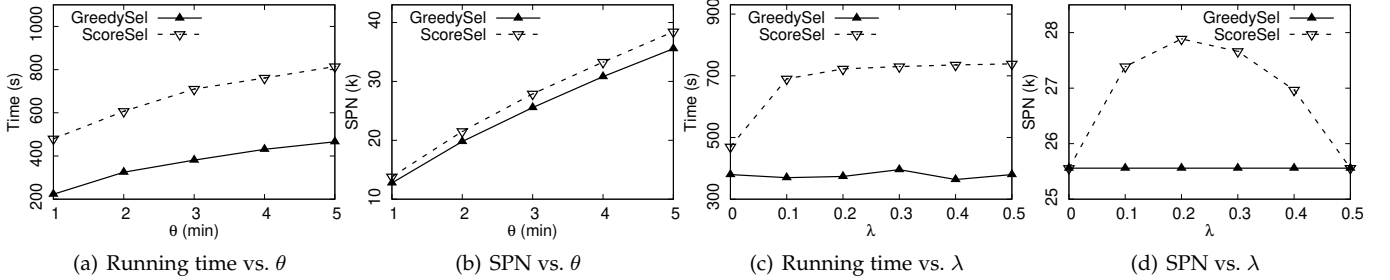 GreedySel
ScoreSel
Time (s)
200 400 600 800 1000
1 2 3 4 5
θ (min)
(a) Running time vs. θ
GreedySel
ScoreSel
SPN (k)
10 20 30 40
1 2 3 4 5
θ (min)
(b) SPN vs. θ
GreedySel
ScoreSel
Time (s)
300 500 700 900
0 0.1 0.2 0.3 0.4 0.5
λ
(c) Running time vs. λ
GreedySel
ScoreSel
SPN (k)
25 26 27 28
0 0.1 0.2 0.3 0.4 0.5
λ
(d) SPN vs. λ